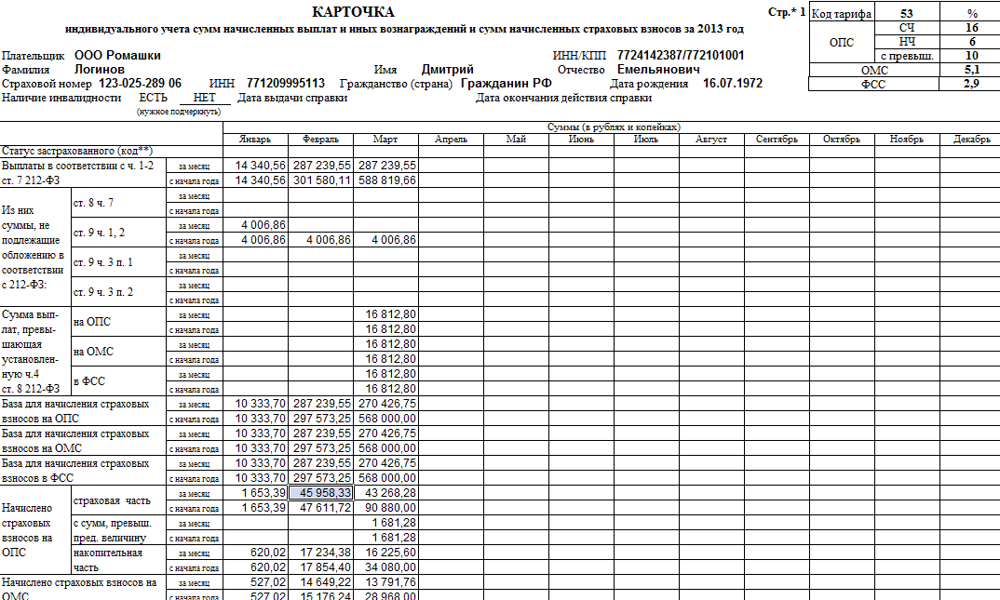 КАРТОЧКА
индивидуального учета сумм начисленных выплат и иных вознаграждений и сумм начисленных страховых взносов за 2013 год
Стр.* 1
Код тарифа 53 %
ОПС СЧ 16
НЧ 6
с превыш. 10
ОМС 5,1
ФСС 2,9
Плательщик ООО Ромашки ИНН/КПП 7724142387/772101001
Фамилия Логинов Имя Дмитрий Отчество Емельянович
Страховой номер 123-025-289 06 ИНН 771209995113 Гражданство (страна) Гражданин РФ Дата рождения 16.07.1972
Наличие инвалидности ЕСТЬ НЕТ Дата выдачи справки Дата окончания действия справки
(нужное подчеркнуть)
Суммы (в рублях и копейках)
Январь Февраль Март Апрель Май Июнь Июль Август Сентябрь Октябрь Ноябрь Декабрь
Статус застрахованного (код**)
Выплаты в соответствии с ч. 1-2 за месяц 14 340,56 287 239,55 287 239,55
ст. 7 212-ФЗ с начала года 14 340,56 301 580,11 588 819,66
Из них
суммы, не
подлежащие
обложению в
соответствии
с 212-ФЗ:
ст. 8 ч. 7 за месяц
с начала года
ст. 9 ч. 1, 2 за месяц 4 006,86
с начала года 4 006,86 4 006,86 4 006,86
ст. 9 ч. 3 п. 1 за месяц
с начала года
ст. 9 ч. 3 п. 2 за месяц
с начала года
Сумма вып-
лат, превы-
шающая
установлен-
ную ч.4
ст. 8 212-ФЗ
на ОПС за месяц 16 812,80
с начала года 16 812,80
на ОМС за месяц 16 812,80
с начала года 16 812,80
в ФСС за месяц 16 812,80
с начала года 16 812,80
База для начисления страховых за месяц 10 333,70 287 239,55 270 426,75
взносов на ОПС с начала года 10 333,70 297 573,25 568 000,00
База для начисления страховых за месяц 10 333,70 287 239,55 270 426,75
взносов на ОМС с начала года 10 333,70 297 573,25 568 000,00
База для начисления страховых за месяц 10 333,70 287 239,55 270 426,75
взносов в ФСС с начала года 10 333,70 297 573,25 568 000,00
Начислено
страховых
взносов на
ОПС
страховая часть за месяц 1 653,39 45 958,33 43 268,28
с начала года 1 653,39 47 611,72 90 880,00
с сумм, превыш. за месяц 1 681,28
пред. величину с начала года 1 681,28
накопительная за месяц 620,02 17 234,38 16 225,60
часть с начала года 620,02 17 854,40 34 080,00
Начислено страховых взносов на за месяц 527,02 14 649,22 13 791,76
ОМС с начала года 527,02 15 176,24 28 968,00